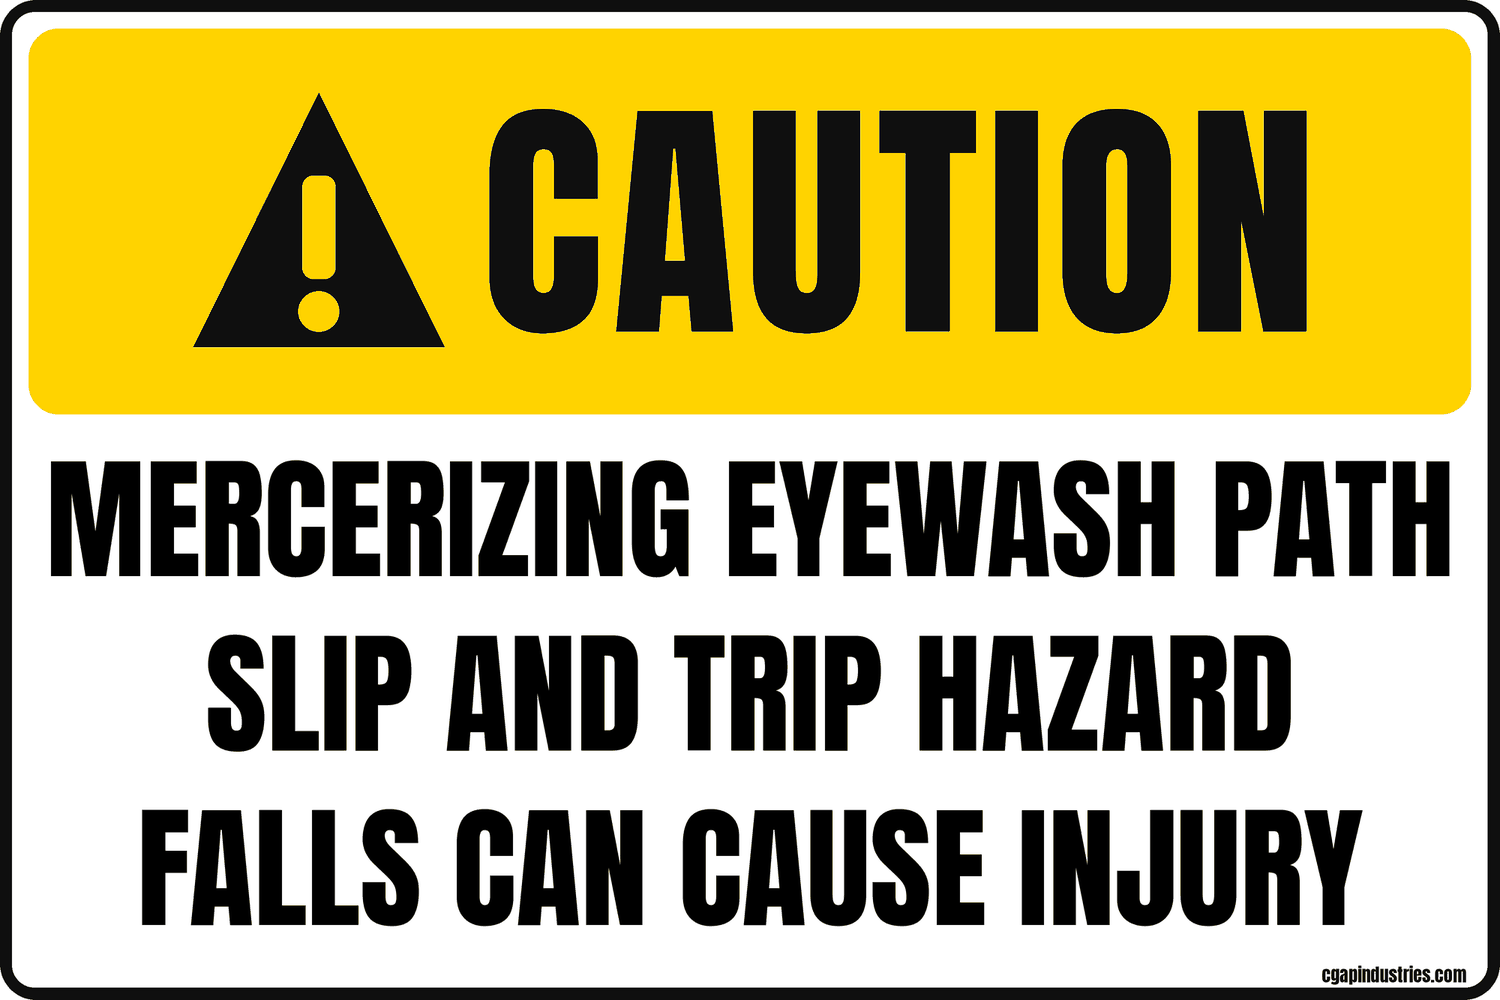 CAUTION
MERCERIZING EYEWASH PATH
SLIP AND TRIP HAZARD
FALLS CAN CAUSE INJURY
cgapindustries.com